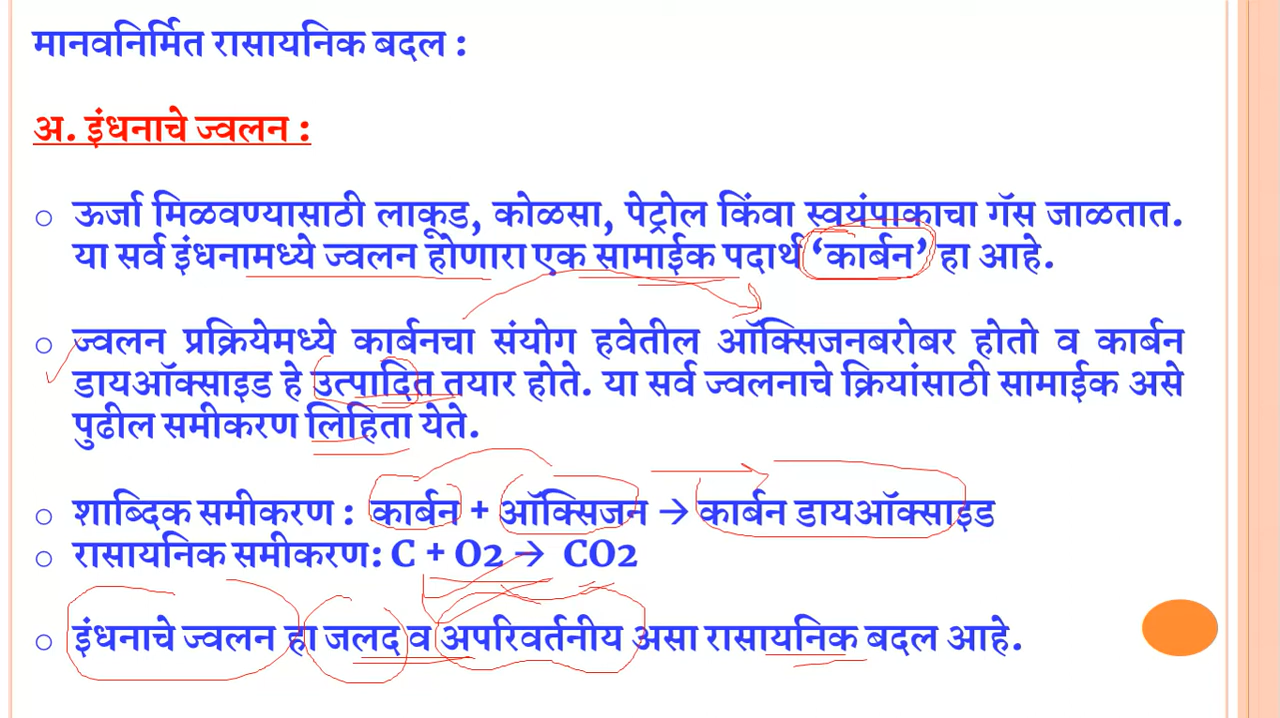 मानवनिर्मित रासायनिक बदल :
अ. इंधनाचे ज्वलन :
○ ऊर्जा मिळवण्यासाठी लाकूड, कोळसा, पेट्रोल किंवा स्वयंपाकाचा गॅस जाळतात.
या सर्व इंधनामध्ये ज्वलन होणारा एक सामाईक पदार्थ ‘कार्बन’ हा आहे.
○ ज्वलन प्रक्रियेमध्ये कार्बनचा संयोग हवेतील ऑक्सिजनबरोबर होतो व कार्बन
डायऑक्साइड हे उत्पादित तयार होते. या सर्व ज्वलनाचे क्रियांसाठी सामाईक असे
पुढील समीकरण लिहिता येते.
○ शाब्दिक समीकरण : कार्बन + ऑक्सिजन → कार्बन डायऑक्साइड
○ रासायनिक समीकरण: C + O2 → CO2
○ इंधनाचे ज्वलन हा जलद व अपरिवर्तनीय असा रासायनिक बदल आहे.